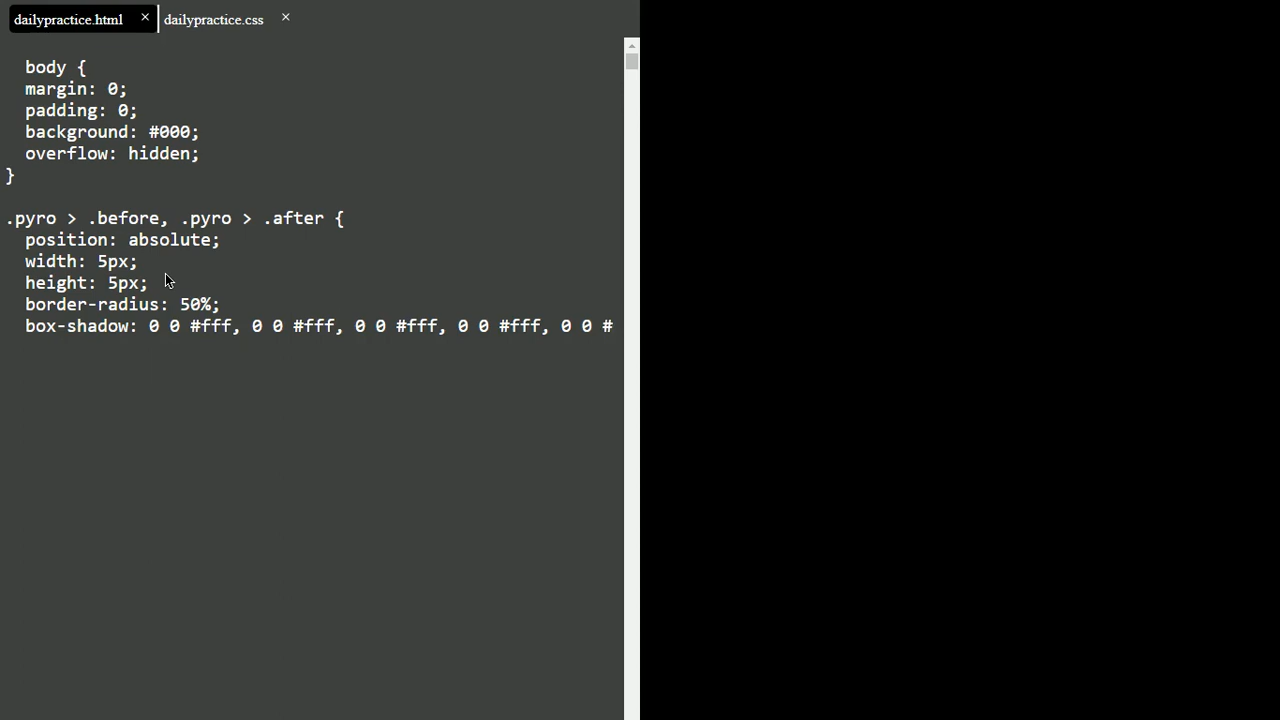 dailypractice.html × dailypractice.css ×
body {
margin: 0;
padding: 0;
background: #000;
overflow: hidden;
}
.pyro > .before, .pyro > .after {
position: absolute;
width: 5px;
height: 5px;
border-radius: 50%;
box-shadow: 0 0 #fff, 0 0 #fff, 0 0 #fff, 0 0 #fff, 0 0 #